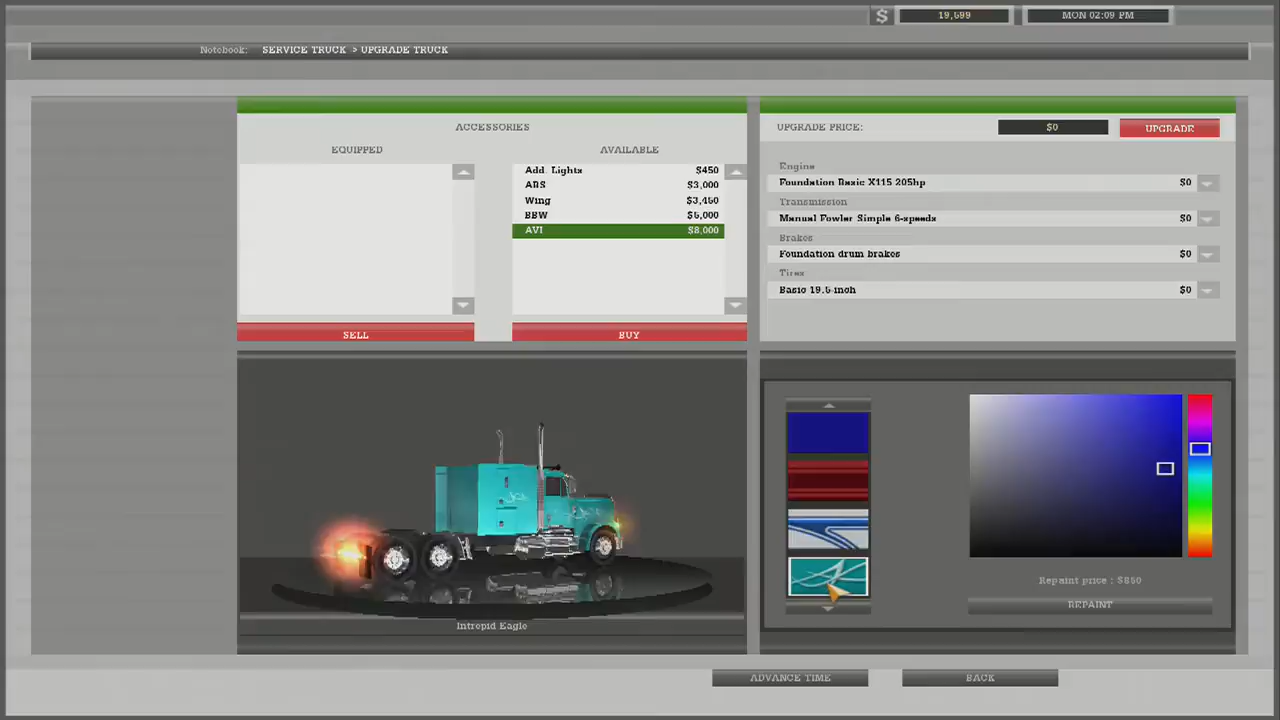 $ 19,599 MON 02:09 PM
Notebook: SERVICE TRUCK > UPGRADE TRUCK
ACCESSORIES
EQUIPPED
AVAILABLE
Add. Lights $450
ABS $3,000
Wing $3,450
BBW $5,000
AVI $8,000
SELL
BUY
UPGRADE PRICE: $0 UPGRADE
Engine
Foundation Basic X115 205hp $0
Transmission
Manual Fowler Simple 6-speeds $0
Brakes
Foundation drum brakes $0
Tires
Basic 19.5-inch $0
Intrepid Eagle
Repaint price : $850
REPAINT
ADVANCE TIME
BACK